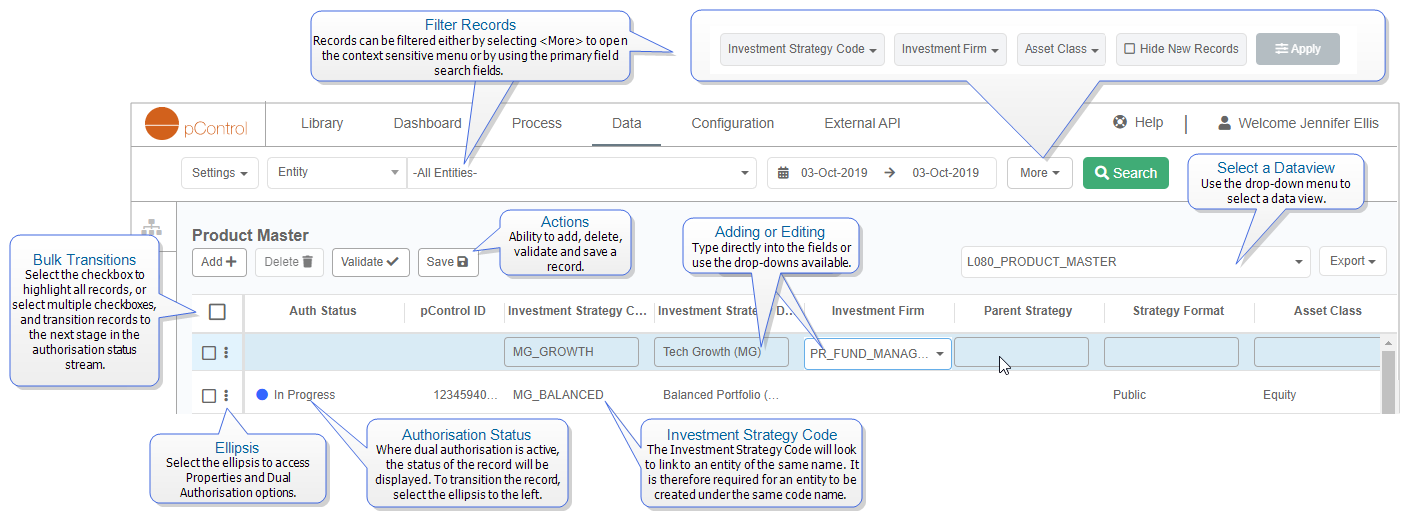 Filter Records
Records can be filtered either by selecting <More> to open
the context sensitive menu or by using the primary field
search fields.
Investment Strategy Code
Investment Firm
Asset Class
Hide New Records
Apply
pControl
Library
Dashboard
Process
Data
Configuration
External API
Help
Welcome Jennifer Ellis
Settings
Entity
-All Entities-
03-Oct-2019
03-Oct-2019
More
Search
Select a Dataview
Use the drop-down menu to
select a data view.
Product Master
Add
Delete
Validate
Save
Actions
Ability to add, delete,
validate and save a
record.
Adding or Editing
Type directly into the fields or
use the drop-downs available.
L080_PRODUCT_MASTER
Export
Bulk Transitions
Select the checkbox to
highlight all records, or
select multiple checkboxes,
and transition records to
the next stage in the
authorisation status
stream.
Auth Status
pControl ID
Investment Strategy C...
Investment Strate D...
Investment Firm
Parent Strategy
Strategy Format
Asset Class
MG_GROWTH
Tech Growth (MG)
PR_FUND_MANAG...
In Progress
12345940...
MG_BALANCED
Balanced Portfolio (...
Public
Equity
Ellipsis
Select the ellipsis to access
Properties and Dual
Authorisation options.
Authorisation Status
Where dual authorisation is active,
the status of the record will be
displayed. To transition the record,
select the ellipsis to the left.
Investment Strategy Code
The Investment Strategy Code will look
to link to an entity of the same name. It
is therefore required for an entity to be
created under the same code name.